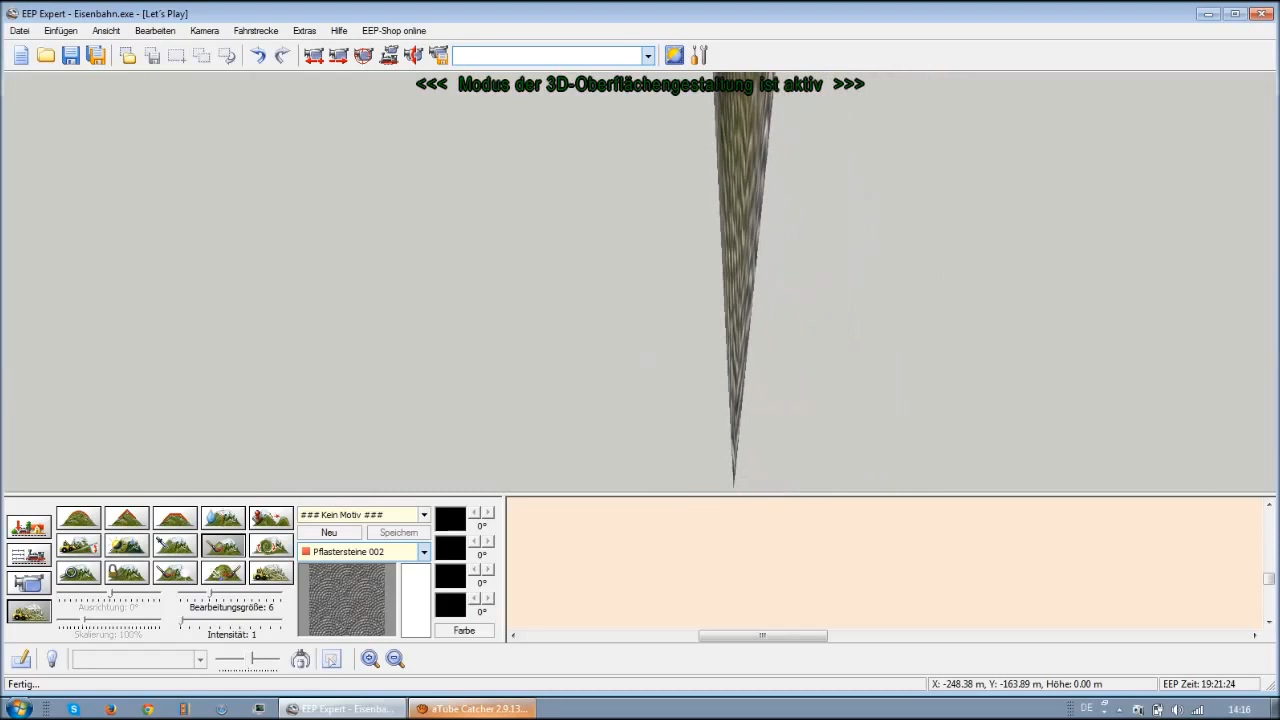 EEP Expert - Eisenbahn.exe - [Let´s Play]
Datei Einfügen Ansicht Bearbeiten Kamera Fahrstrecke Extras Hilfe EEP-Shop online
<<< Modus der 3D-Oberflächengestaltung ist aktiv >>>
### Kein Motiv ###
0°
Neu Speichern
Pflastersteine 002
0°
0°
Ausrichtung: 0° Bearbeitungsgröße: 6
0°
Skalierung: 100% Intensität: 1
Farbe
Fertig... X: -248.38 m, Y: -163.89 m, Höhe: 0.00 m EEP Zeit: 19:21:24
EEP Expert - Eisenba... aTube Catcher 2.9.13... DE 14:16